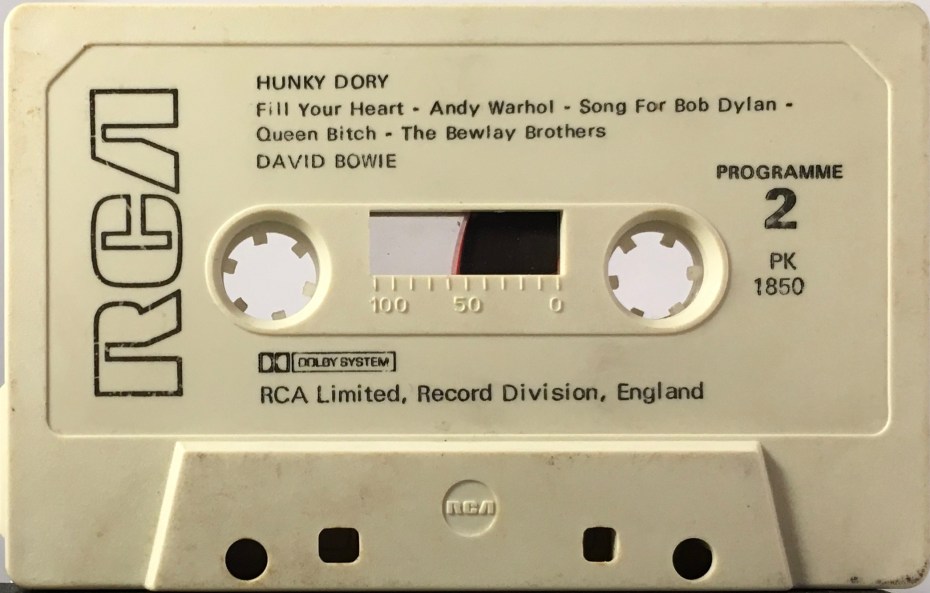 RCA
HUNKY DORY
Fill Your Heart - Andy Warhol - Song For Bob Dylan -
Queen Bitch - The Bewlay Brothers
DAVID BOWIE
PROGRAMME
2
PK
1850
100 50 0
DOLBY SYSTEM
RCA Limited, Record Division, England
RCA